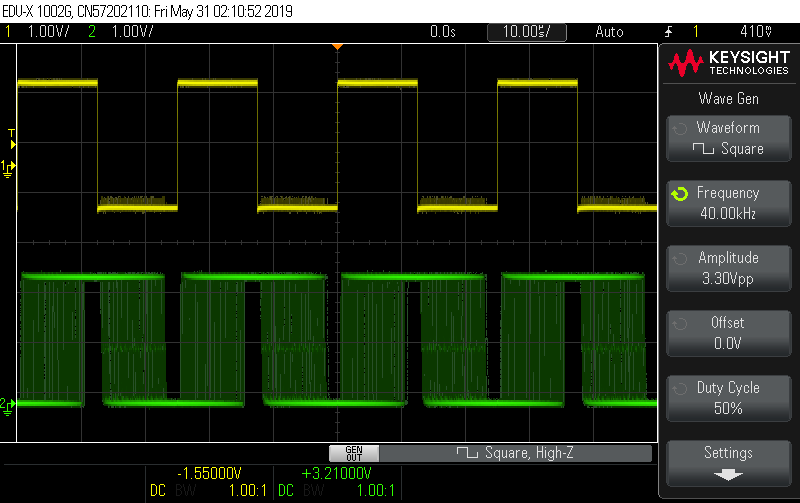 EDU-X 1002G, CN57202110: Fri May 31 02:10:52 2019
1 1.00V/ 2 1.00V/ 0.0s 10.00µs/ Auto 1 410mV
KEYSIGHT
TECHNOLOGIES
Wave Gen
Waveform
Square
Frequency
40.00kHz
Amplitude
3.30Vpp
Offset
0.0V
Duty Cycle
50%
Settings
T
1
2
GEN
OUT
Square, High-Z
-1.55000V +3.21000V
DC BW 1.00:1 DC BW 1.00:1